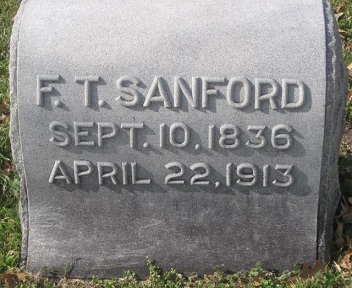 F. T. SANFORD
SEPT. 10, 1836
APRIL 22, 1913